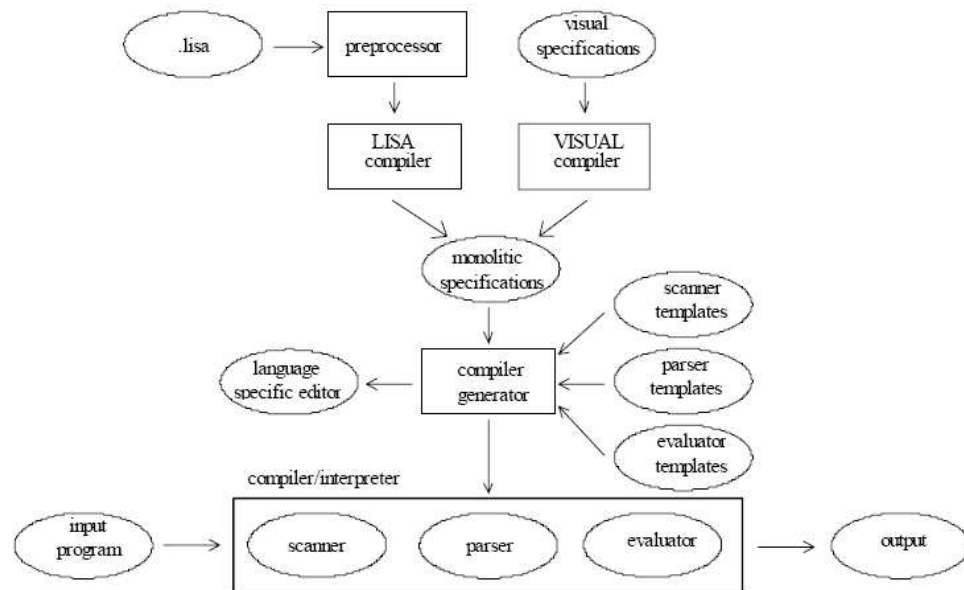 .lisa
preprocessor
visual
specifications
LISA
compiler
VISUAL
compiler
monolitic
specifications
scanner
templates
language
specific editor
compiler
generator
parser
templates
evaluator
templates
compiler/interpreter
input
program
scanner
parser
evaluator
output